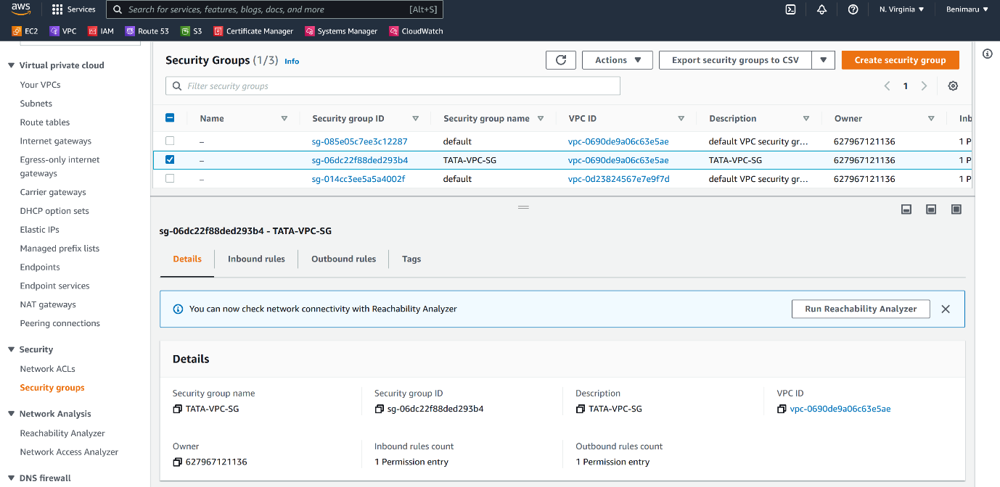 aws Services Search for services, features, blogs, docs, and more [Alt+S] N. Virginia ▼ Benimaru ▼
EC2 VPC IAM Route 53 S3 Certificate Manager Systems Manager CloudWatch
▼ Virtual private cloud
Your VPCs
Subnets
Route tables
Internet gateways
Egress-only internet
gateways
Carrier gateways
DHCP option sets
Elastic IPs
Managed prefix lists
Endpoints
Endpoint services
NAT gateways
Peering connections
▼ Security
Network ACLs
Security groups
▼ Network Analysis
Reachability Analyzer
Network Access Analyzer
▼ DNS firewall
Security Groups (1/3) Info Actions ▼ Export security groups to CSV ▼ Create security group
Filter security groups 1
Name Security group ID Security group name VPC ID Description Owner Inb
– sg-085e05c7ee3c12287 default vpc-0690de9a06c63e5ae default VPC security gr... 627967121136 1 P
– sg-06dc22f88ded293b4 TATA-VPC-SG vpc-0690de9a06c63e5ae TATA-VPC-SG 627967121136 1 P
– sg-014cc3ee5a5a4002f default vpc-0d23824567e7e9f7d default VPC security gr... 627967121136 1 P
sg-06dc22f88ded293b4 - TATA-VPC-SG
Details Inbound rules Outbound rules Tags
You can now check network connectivity with Reachability Analyzer Run Reachability Analyzer
Details
Security group name Security group ID Description VPC ID
TATA-VPC-SG sg-06dc22f88ded293b4 TATA-VPC-SG vpc-0690de9a06c63e5ae
Owner Inbound rules count Outbound rules count
627967121136 1 Permission entry 1 Permission entry